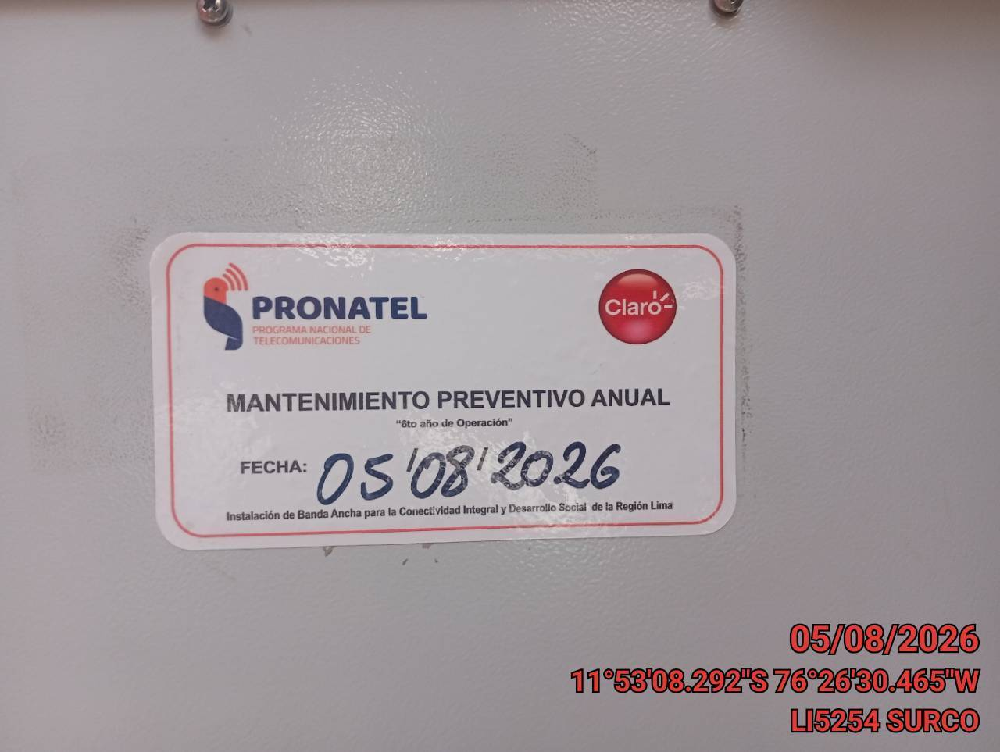 PRONATEL
PROGRAMA NACIONAL DE
TELECOMUNICACIONES
Claro
MANTENIMIENTO PREVENTIVO ANUAL
“6to año de Operación”
FECHA: 05/08/2026
Instalación de Banda Ancha para la Conectividad Integral y Desarrollo Social de la Región Lima
05/08/2026
11°53'08.292"S 76°26'30.465"W
LI5254 SURCO